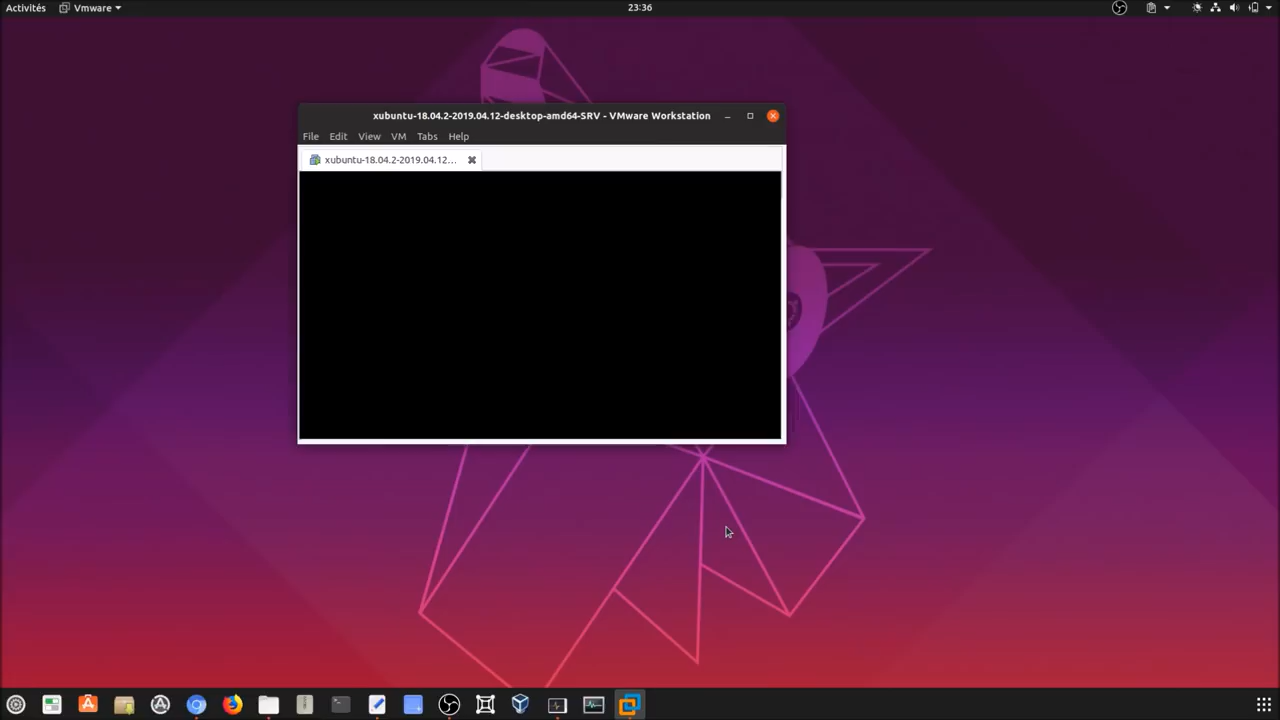 Activités Vmware 23:36
xubuntu-18.04.2-2019.04.12-desktop-amd64-SRV - VMware Workstation
File Edit View VM Tabs Help
xubuntu-18.04.2-2019.04.12...